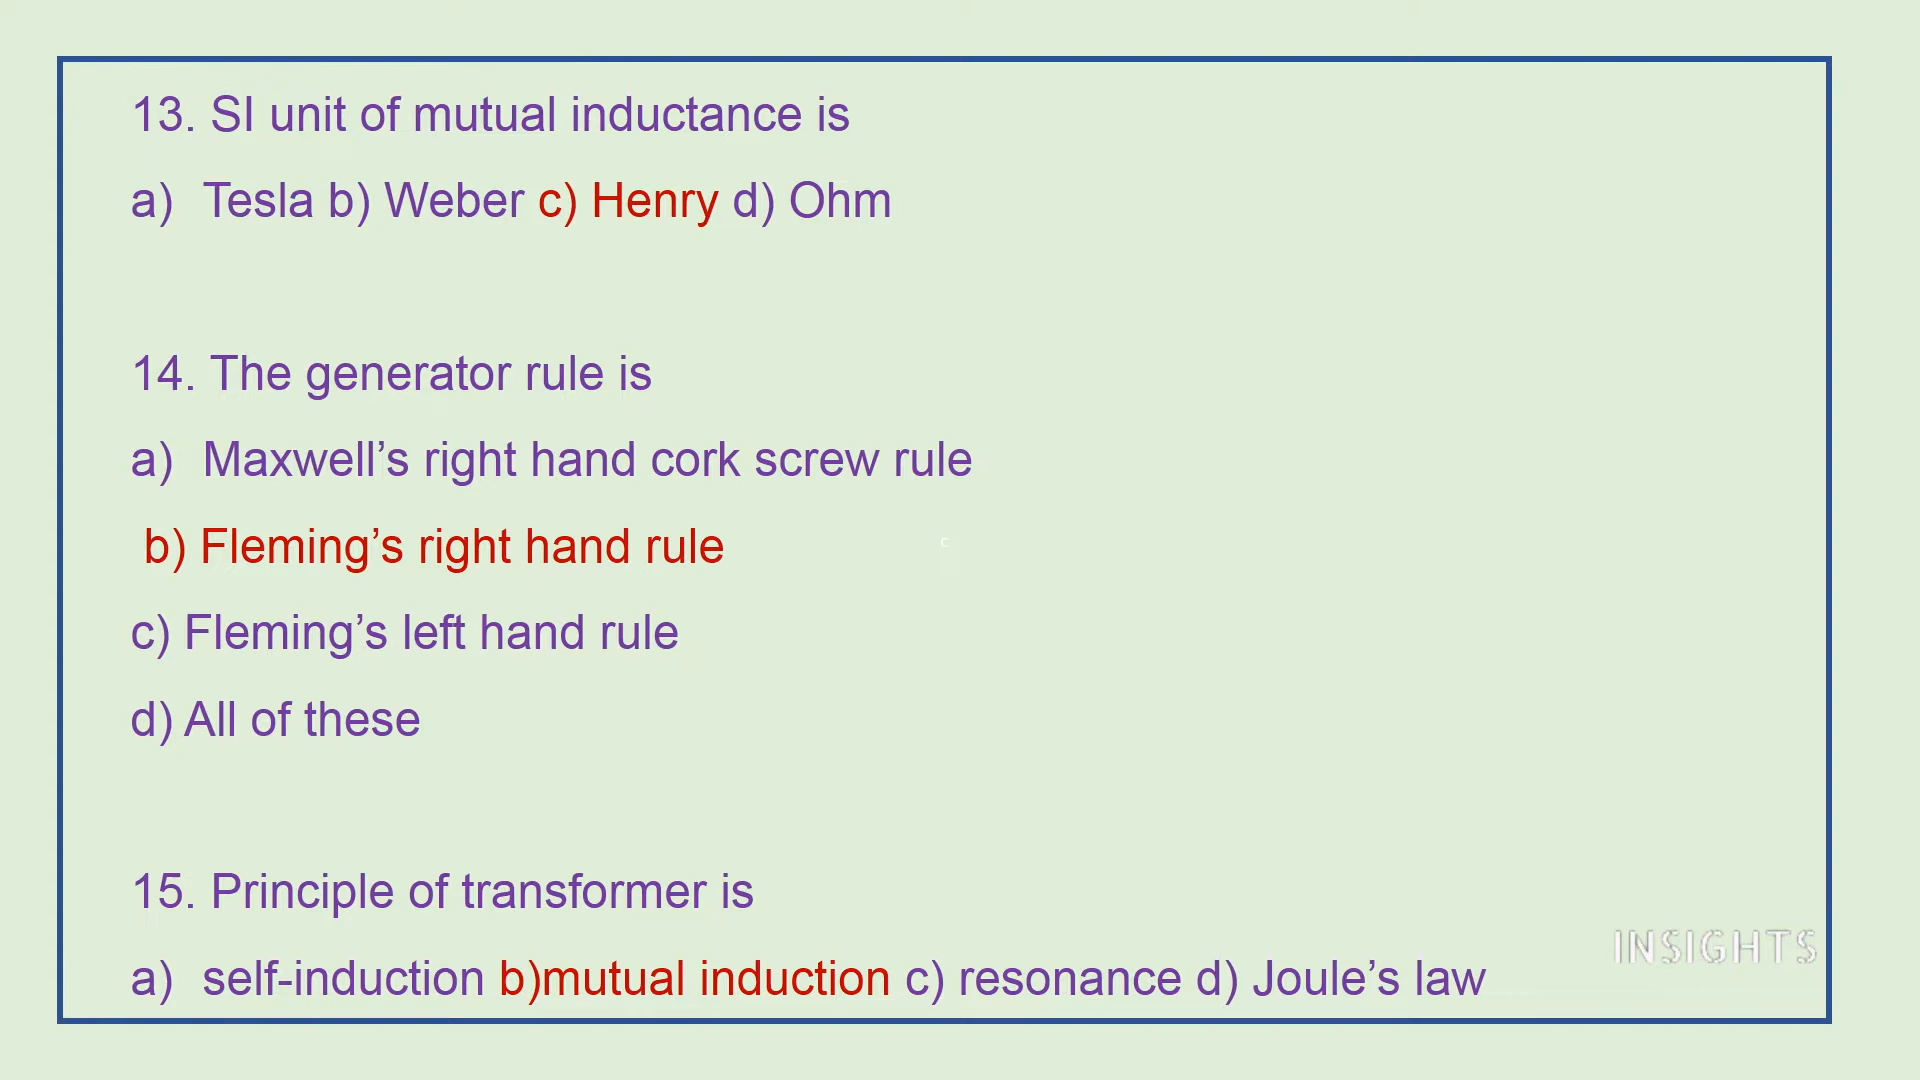 13. SI unit of mutual inductance is
a) Tesla b) Weber c) Henry d) Ohm
14. The generator rule is
a) Maxwell’s right hand cork screw rule
b) Fleming’s right hand rule
c
c) Fleming’s left hand rule
d) All of these
15. Principle of transformer is
INSIGHTS
a) self-induction b)mutual induction c) resonance d) Joule’s law